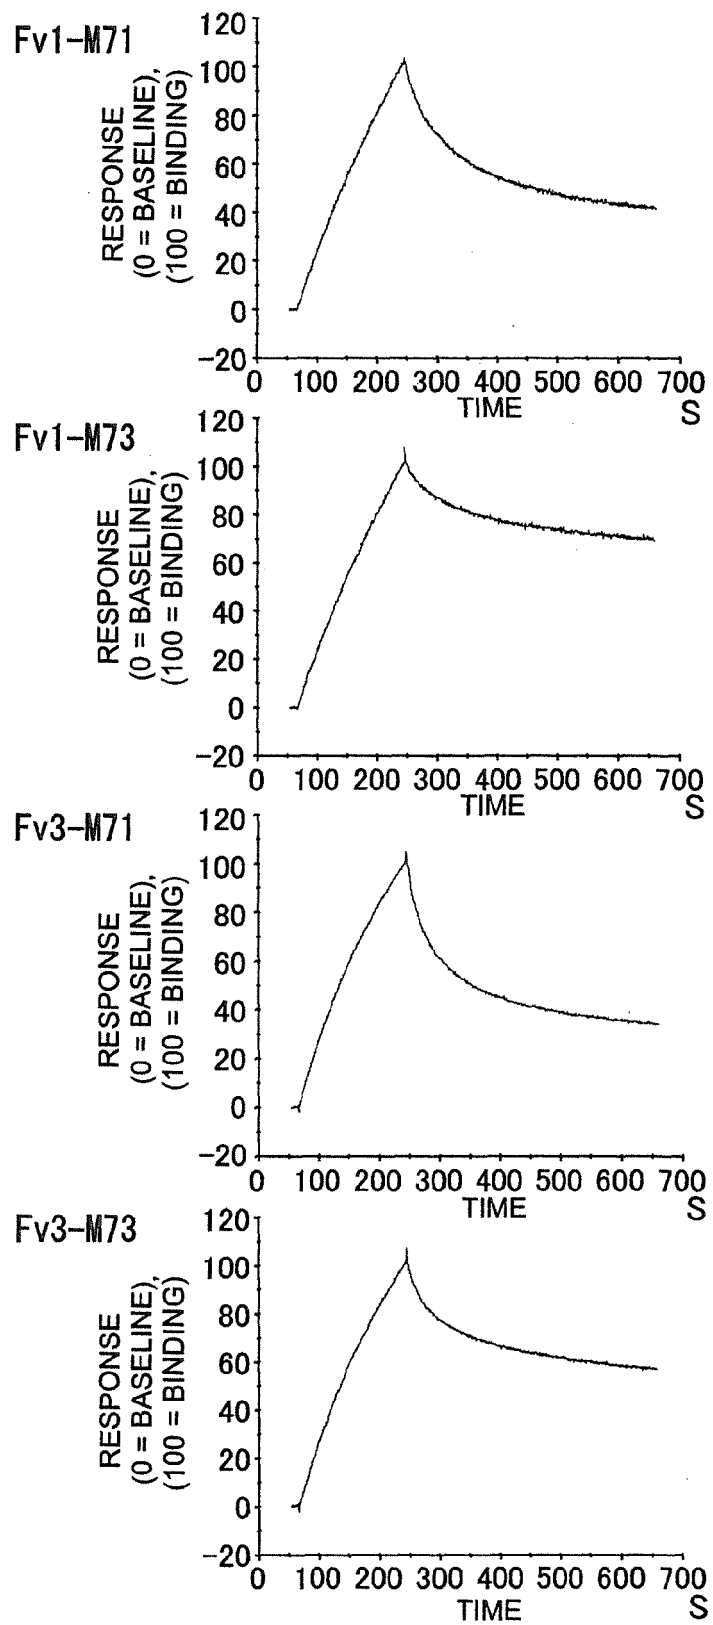 Fv1-M71
RESPONSE
(0 = BASELINE),
(100 = BINDING)
120
100
80
60
40
20
0
-20
0 100 200 300 400 500 600 700
TIME S
Fv1-M73
RESPONSE
(0 = BASELINE),
(100 = BINDING)
120
100
80
60
40
20
0
-20
0 100 200 300 400 500 600 700
TIME S
Fv3-M71
RESPONSE
(0 = BASELINE),
(100 = BINDING)
120
100
80
60
40
20
0
-20
0 100 200 300 400 500 600 700
TIME S
Fv3-M73
RESPONSE
(0 = BASELINE),
(100 = BINDING)
120
100
80
60
40
20
0
-20
0 100 200 300 400 500 600 700
TIME S